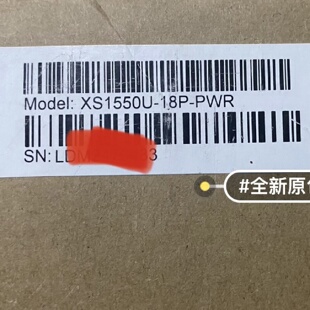 Model: XS1550U-18P-PWR
SN: LD
3
#全新原